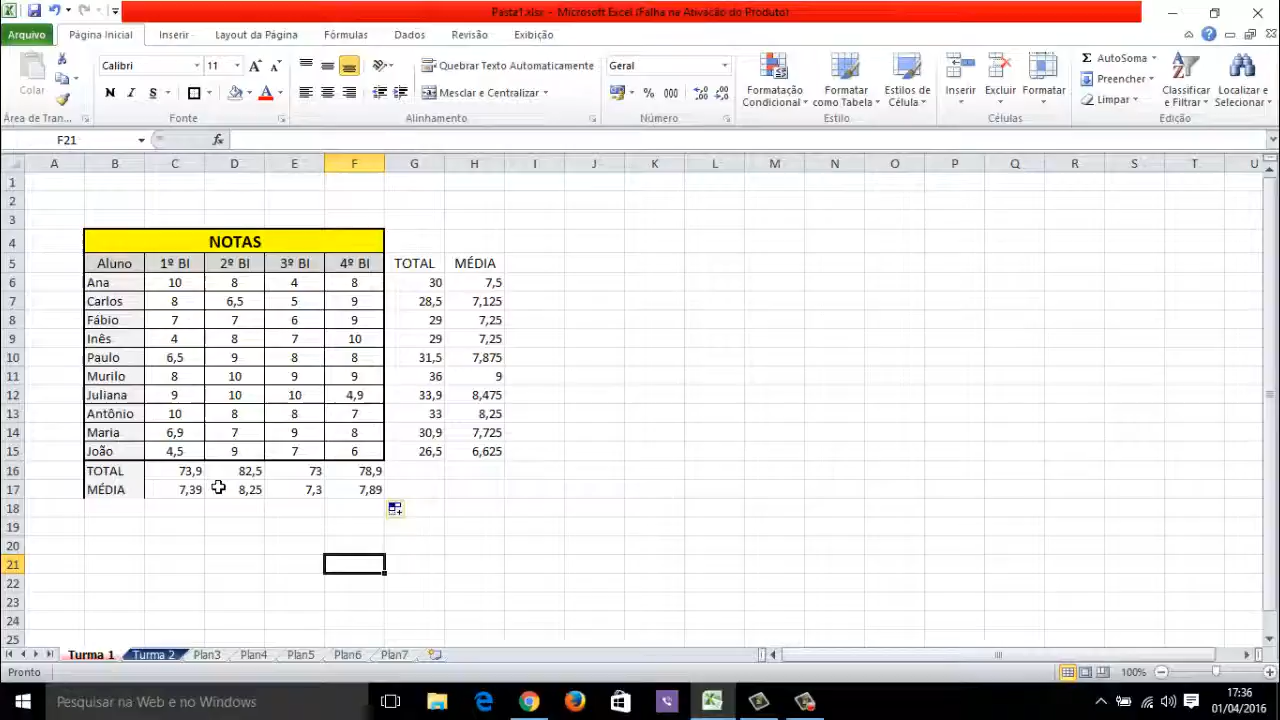 Pasta1.xlsx - Microsoft Excel (Falha na Ativação do Produto)
Arquivo Página Inicial Inserir Layout da Página Fórmulas Dados Revisão Exibição
Colar
Calibri 11
Quebrar Texto Automaticamente
Geral
AutoSoma
N I S
Mesclar e Centralizar
% 000
Formatação Condicional
Formatar como Tabela
Estilos de Célula
Inserir
Excluir
Formatar
Preencher
Limpar
Classificar e Filtrar
Localizar e Selecionar
Área de Tran... Fonte Alinhamento Número Estilo Células Edição
F21 fx
A B C D E F G H I J K L M N O P Q R S T U
1
2
3
4 NOTAS
5 Aluno 1º BI 2º BI 3º BI 4º BI TOTAL MÉDIA
6 Ana 10 8 4 8 30 7,5
7 Carlos 8 6,5 5 9 28,5 7,125
8 Fábio 7 7 6 9 29 7,25
9 Inês 4 8 7 10 29 7,25
10 Paulo 6,5 9 8 8 31,5 7,875
11 Murilo 8 10 9 9 36 9
12 Juliana 9 10 10 4,9 33,9 8,475
13 Antônio 10 8 8 7 33 8,25
14 Maria 6,9 7 9 8 30,9 7,725
15 João 4,5 9 7 6 26,5 6,625
16 TOTAL 73,9 82,5 73 78,9
17 MÉDIA 7,39 8,25 7,3 7,89
18
19
20
21
22
23
24
25
Turma 1 Turma 2 Plan3 Plan4 Plan5 Plan6 Plan7
Pronto 100%
Pesquisar na Web e no Windows
17:36
01/04/2016